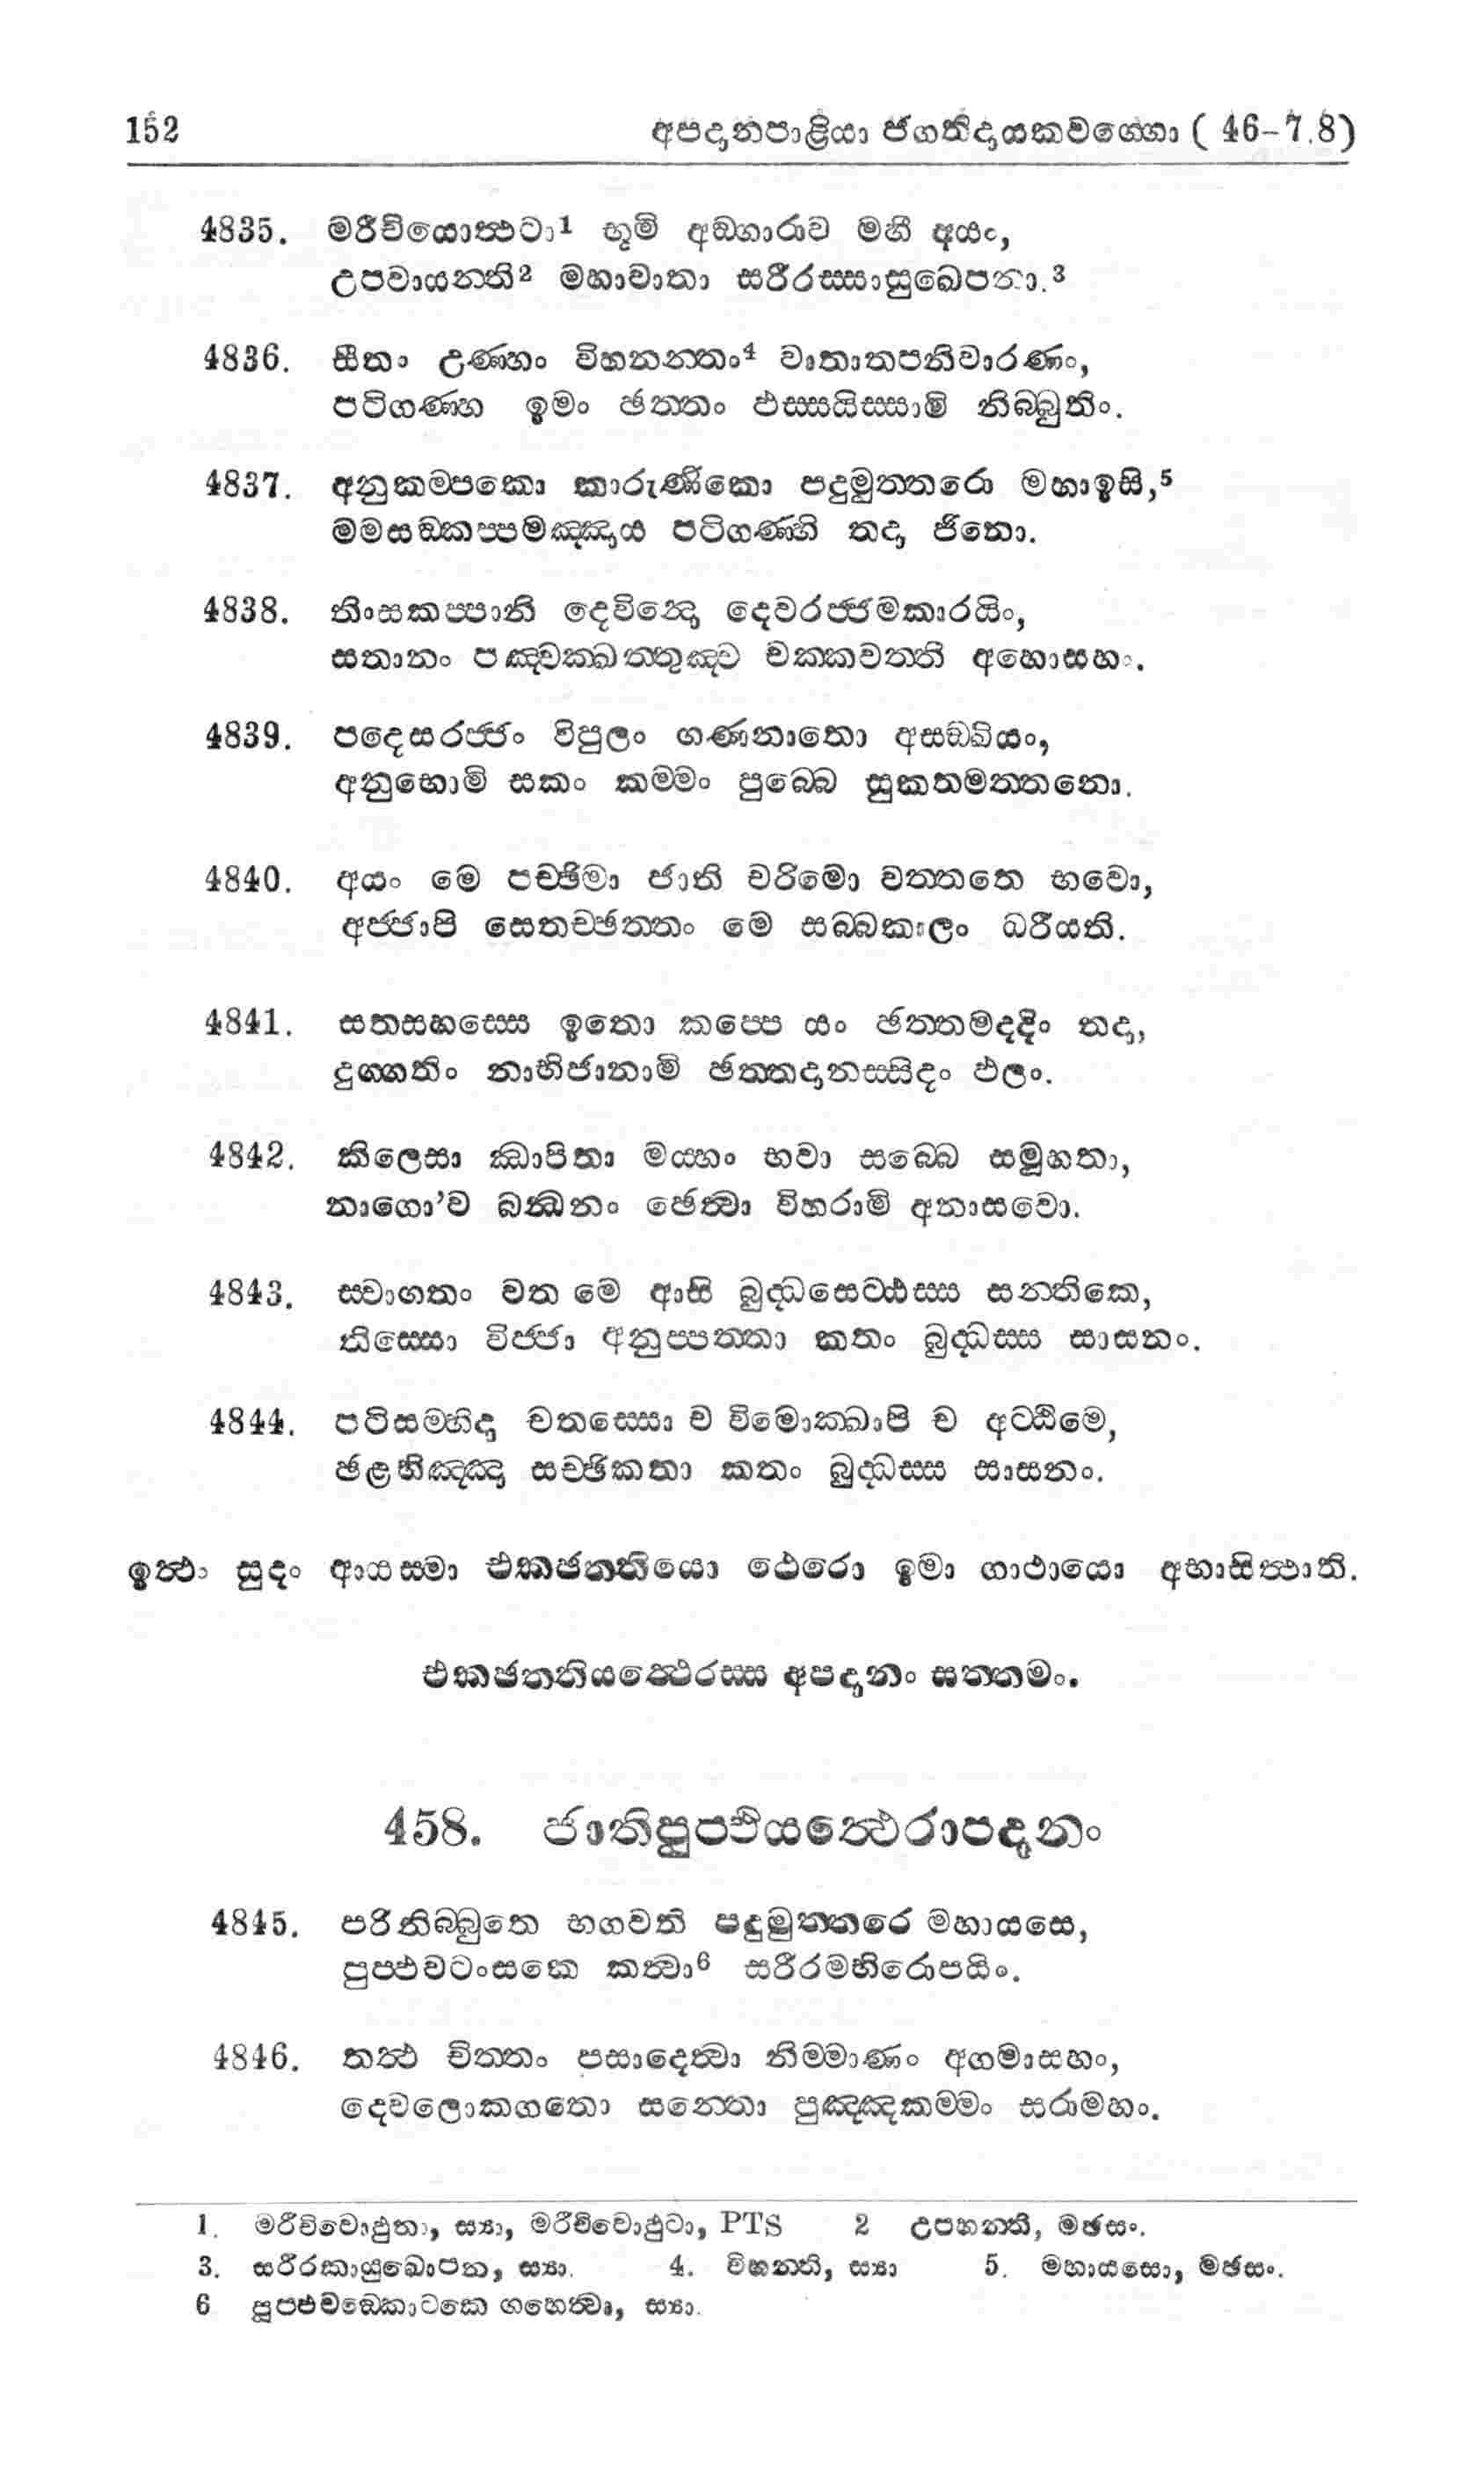 152 අපදානපාළියා ජගතිදායකවග්ගො ( 46-7.8)
4835. මරීචියොත්ථටා1 භූමි අඞ්ගාරාව මහී අයං,
උපවායන්ති2 මහාවාතා සරීරස්සාසුඛෙපනා.3
4836. සීතං උණ්හං විහනන්තං4 වාතාතපනිවාරණං,
පටිගණ්හ ඉමං ඡත්තං ඵස්සයිස්සාමි නිබ්බුතිං.
4837. අනුකම්පකො කාරුණිකො පදුමුත්තරො මහාඉසි,5
මමසඞ්කප්පමඤ්ඤාය පටිගණ්හි තදා ජිනො.
4838. තිංසකප්පානි දෙවින්දො දෙවරජ්ජමකාරයිං,
සතානං පඤ්චක්ඛත්තුඤ්ච චක්කවත්තී අහොසහං.
4839. පදෙසරජ්ජං විපුලං ගණනාතො අසඞ්ඛියං,
අනුභොමි සකං කම්මං පුබ්බෙ සුකතමත්තනො.
4840. අයං මෙ පච්ඡිමා ජාති චරිමො වත්තතෙ භවො,
අජ්ජාපි සෙතච්ඡත්තං මෙ සබ්බකාලං ධරීයති.
4841. සතසහස්සෙ ඉතො කප්පෙ යං ඡත්තමදදිං තදා,
දුග්ගතිං නාභිජානාමි ඡත්තදානස්සිදං ඵලං.
4842. කිලෙසා ඣාපිතා මය්හං භවා සබ්බෙ සමූහතා,
නාගො’ව බන්ධනං ඡෙත්වා විහරාමි අනාසවො.
4843. ස්වාගතං වත මෙ ආසි බුද්ධසෙට්ඨස්ස සන්තිකෙ,
තිස්සො විජ්ජා අනුප්පත්තා කතං බුද්ධස්ස සාසනං.
4844. පටිසම්භිදා චතස්සො ච විමොක්ඛාපි ච අට්ඨිමෙ,
ඡළභිඤ්ඤා සච්ඡිකතා කතං බුද්ධස්ස සාසනං.
ඉත්ථං සුදං ආයස්මා එකඡත්තියො ථෙරො ඉමා ගාථායො අභාසිත්ථාති.
එකඡත්තියත්ථෙරස්ස අපදානං සත්තමං.
458. ජාතිපුප්ඵියත්ථෙරාපදානං
4845. පරිනිබ්බුතෙ භගවති පදුමුත්තරෙ මහායසෙ,
පුප්ඵවටංසකෙ කත්වා6 සරීරමභිරොපයිං.
4846. තත්ථ චිත්තං පසාදෙත්වා නිම්මාණං අගමාසහං,
දෙවලොකගතො සන්තො පුඤ්ඤකම්මං සරාමහං.
1. මරීචිවොඵුතා, ස්‍යා, මරීචිවොඵුටා, PTS 2 උපහන්ති, මඡසං.
3. සරීරකායුඛොපන, ස්‍යා. 4. විහනති, ස්‍යා 5. මහායසො, මඡසං.
6 පුප්ඵචඞ්කොටකෙ ගහෙත්වා, ස්‍යා.